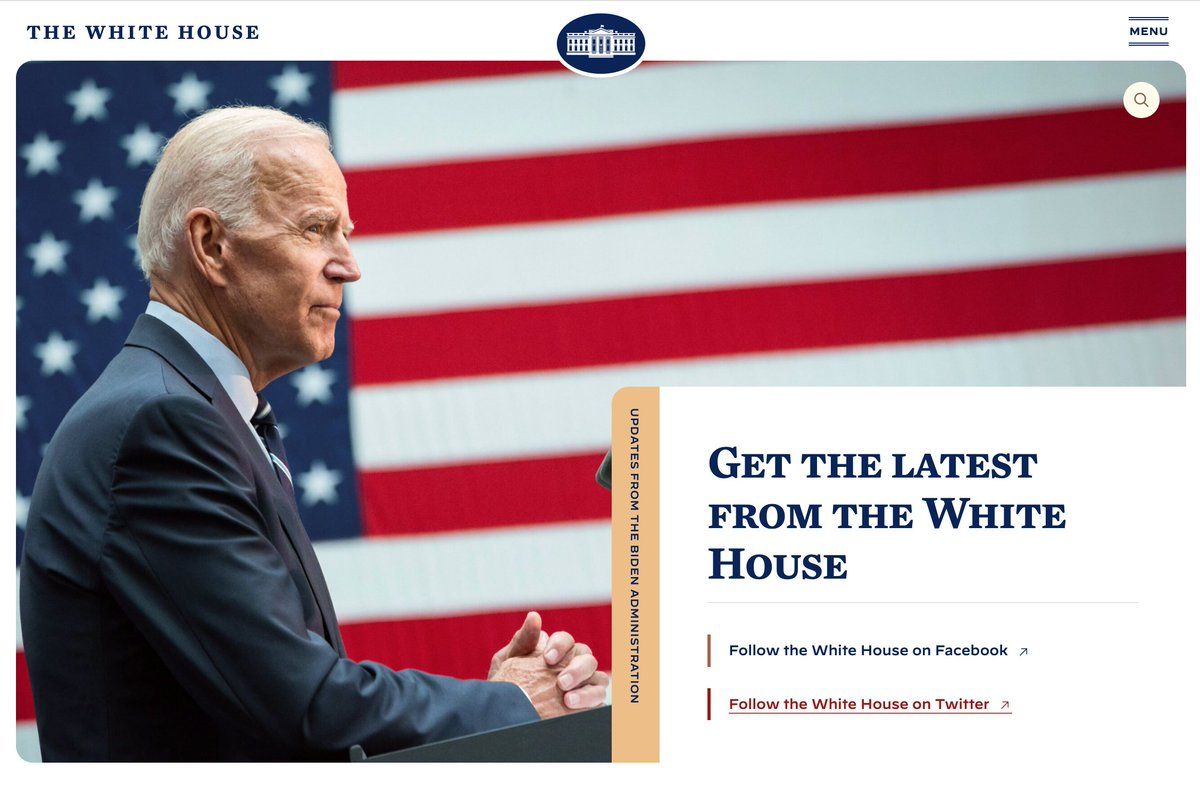 THE WHITE HOUSE
MENU
UPDATES FROM THE BIDEN ADMINISTRATION
Get the latest
from the White
House
Follow the White House on Facebook ↗
Follow the White House on Twitter ↗